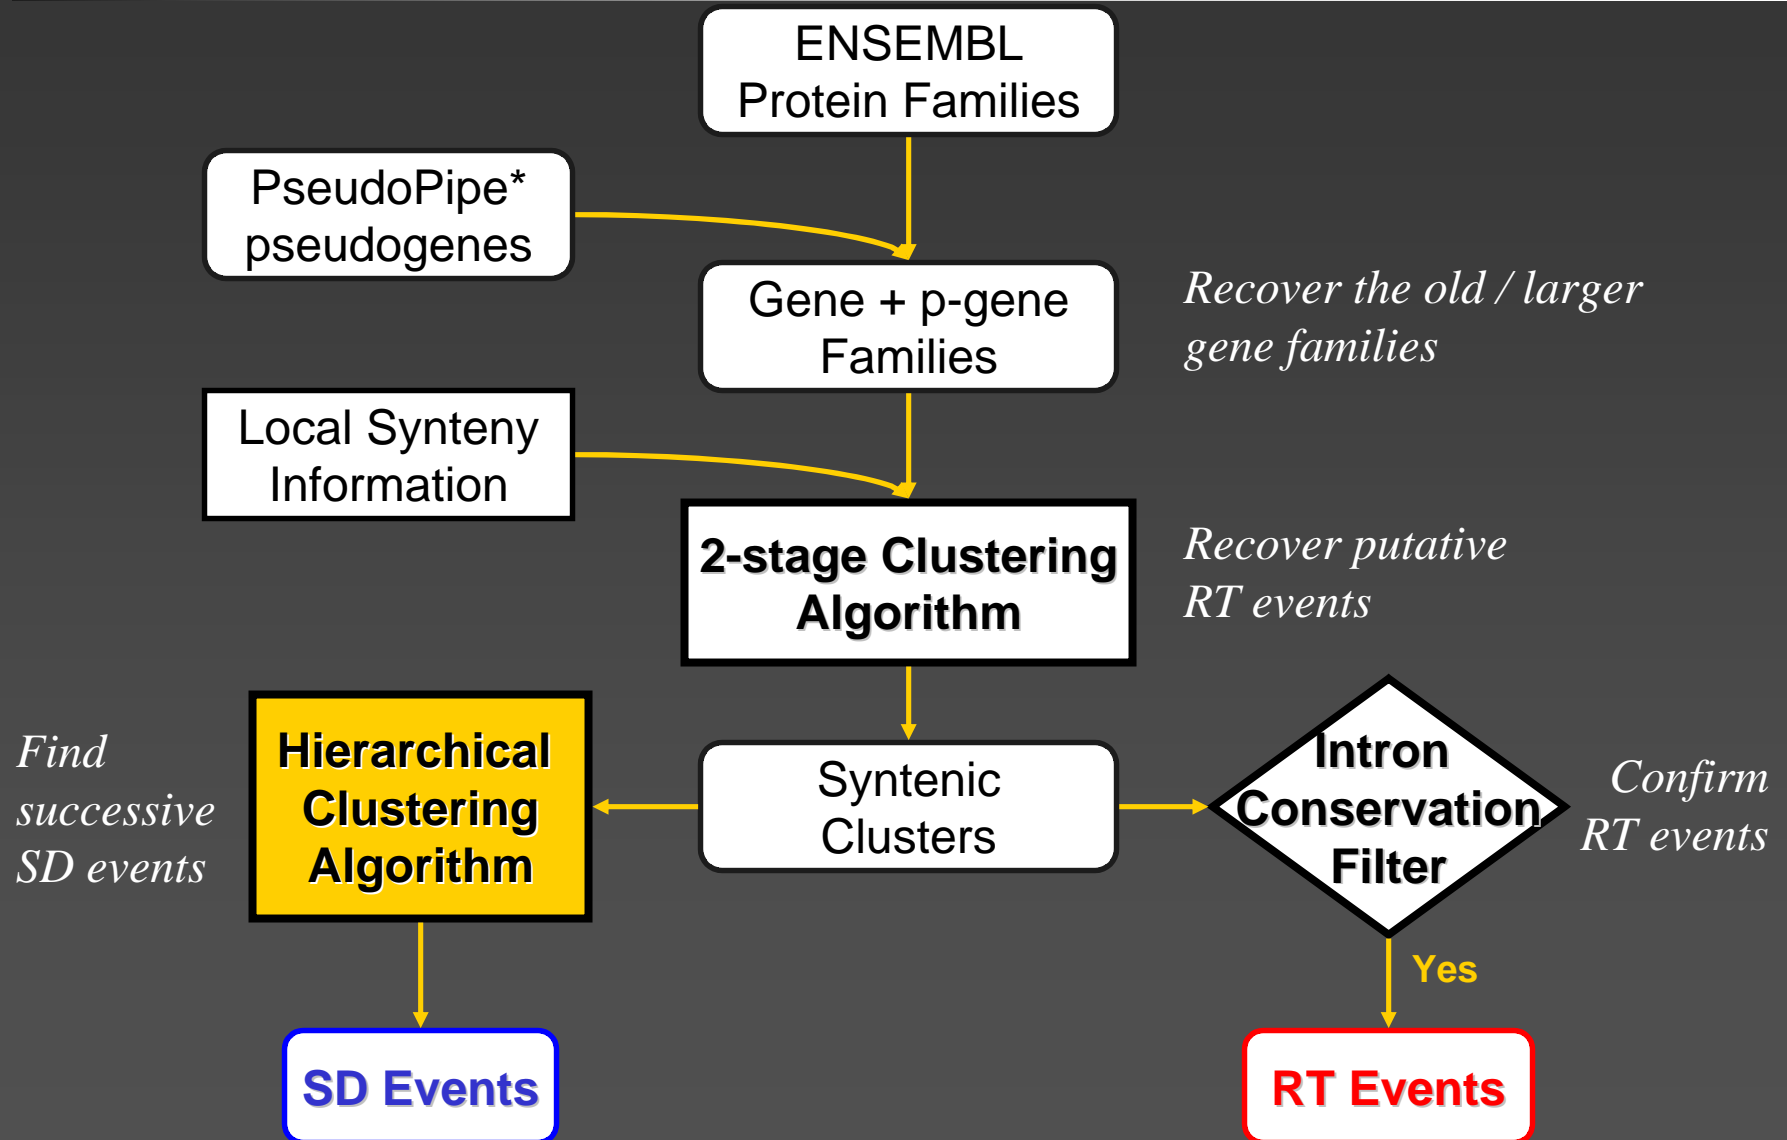 ENSEMBL
Protein Families
PseudoPipe*
pseudogenes
Gene + p-gene
Families
Recover the old / larger
gene families
Local Synteny
Information
2-stage Clustering
Algorithm
Recover putative
RT events
Find
successive
SD events
Hierarchical
Clustering
Algorithm
Syntenic
Clusters
Intron
Conservation
Filter
Confirm
RT events
Yes
SD Events
RT Events